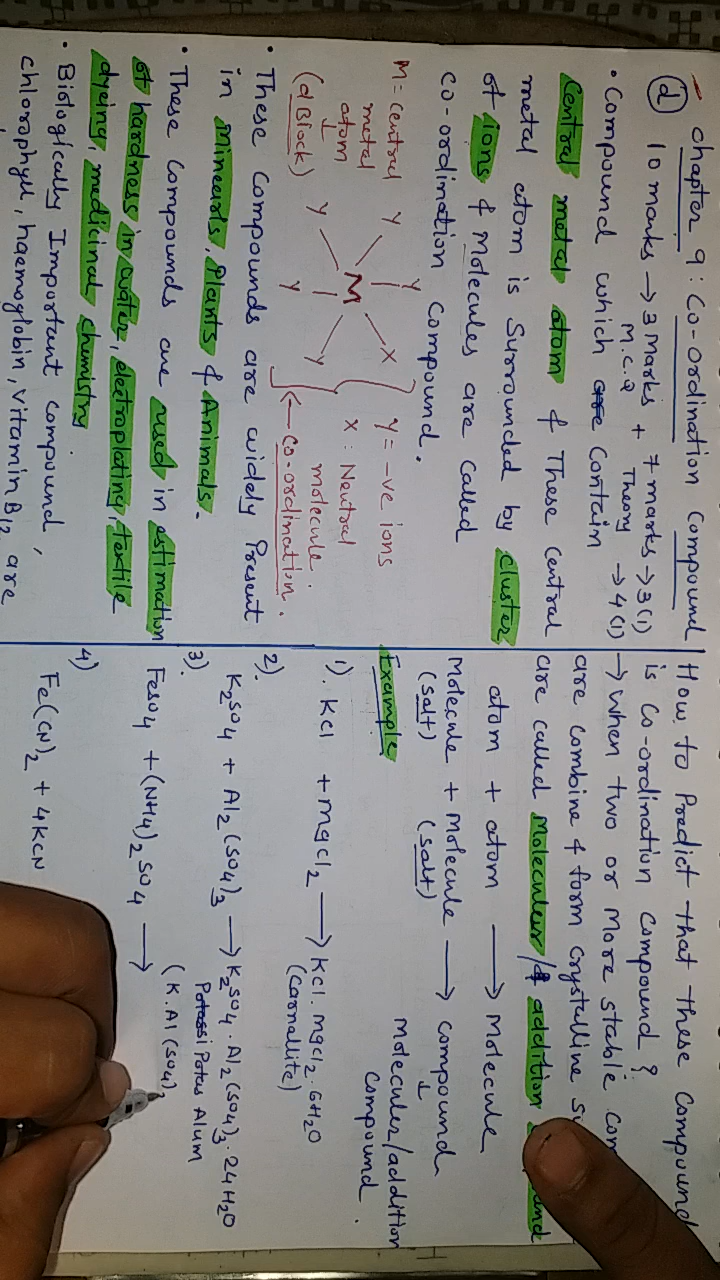 chapter 9: Co-ordination Compound
(d) 10 marks → 3 marks + 7 marks → 3(1)
M.C.Q Theory → 4(1)
• Compound which contain
Central metal atom & These central
metal atom is Surrounded by cluster
of ions & Molecules are called
co-ordination compound.
M = central
metal
atom
↓
(d Block)
Y Y X
M
Y Y Y
Y = -ve ions
X = Neutral
molecule.
← co-ordination.
• These compounds are widely Present
in minerals, Plants & Animals.
• These compounds are used in estimation
of hardness in water, electroplating, textile
dyeing, medicinal chemistry.
• Biologically Important compound,
chlorophyll, haemoglobin, vitamin B12 are
How to Predict that these Compound
is co-ordination compound?
→ when two or more stable
are combine & form crystalline
are called Molecular / addition
atom + atom → Molecule
Molecule + Molecule → compound
(salt) (salt) ↓
Molecular/addition
compound.
Example
1). KCl + mgCl2 → KCl. MgCl2. 6H2O
(Carnallite)
2).
K2SO4 + Al2(SO4)3 → K2SO4. Al2(SO4)3. 24H2O
Potas Alum
(K.Al(SO4)
3).
FeSO4 + (NH4)2SO4 →
4)
Fe(CN)2 + 4KCN